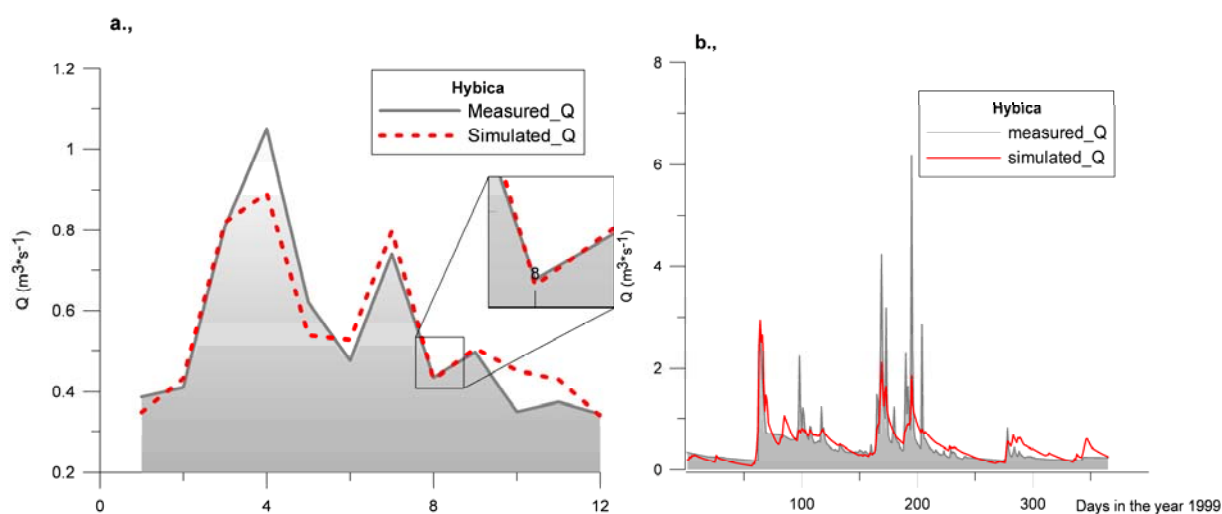 a.,
1.2
1
0.8
0.6
0.4
0.2
Q (m³*s-1)
0
4
8
12
Hybica
Measured_Q
Simulated_Q
8
b.,
8
6
4
2
0
Q (m³*s-1)
100
200
300
Days in the year 1999
Hybica
measured_Q
simulated_Q